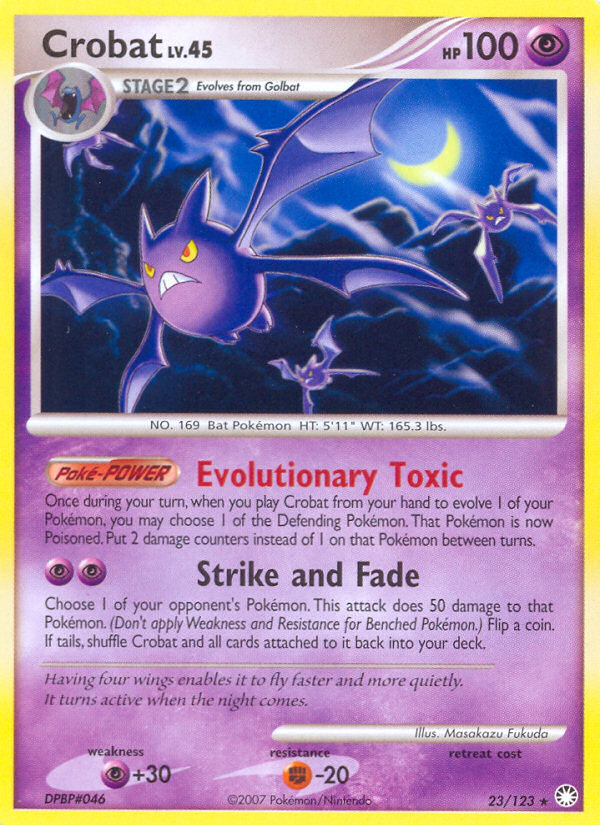 Crobat LV.45 HP 100
STAGE2 Evolves from Golbat
NO. 169 Bat Pokémon HT: 5'11" WT: 165.3 lbs.
Poké-POWER Evolutionary Toxic
Once during your turn, when you play Crobat from your hand to evolve 1 of your
Pokémon, you may choose 1 of the Defending Pokémon. That Pokémon is now
Poisoned. Put 2 damage counters instead of 1 on that Pokémon between turns.
Strike and Fade
Choose 1 of your opponent's Pokémon. This attack does 50 damage to that
Pokémon. (Don't apply Weakness and Resistance for Benched Pokémon.) Flip a coin.
If tails, shuffle Crobat and all cards attached to it back into your deck.
Having four wings enables it to fly faster and more quietly.
It turns active when the night comes.
Illus. Masakazu Fukuda
weakness resistance retreat cost
+30 -20
DPBP#046 ©2007 Pokémon/Nintendo 23/123 ★